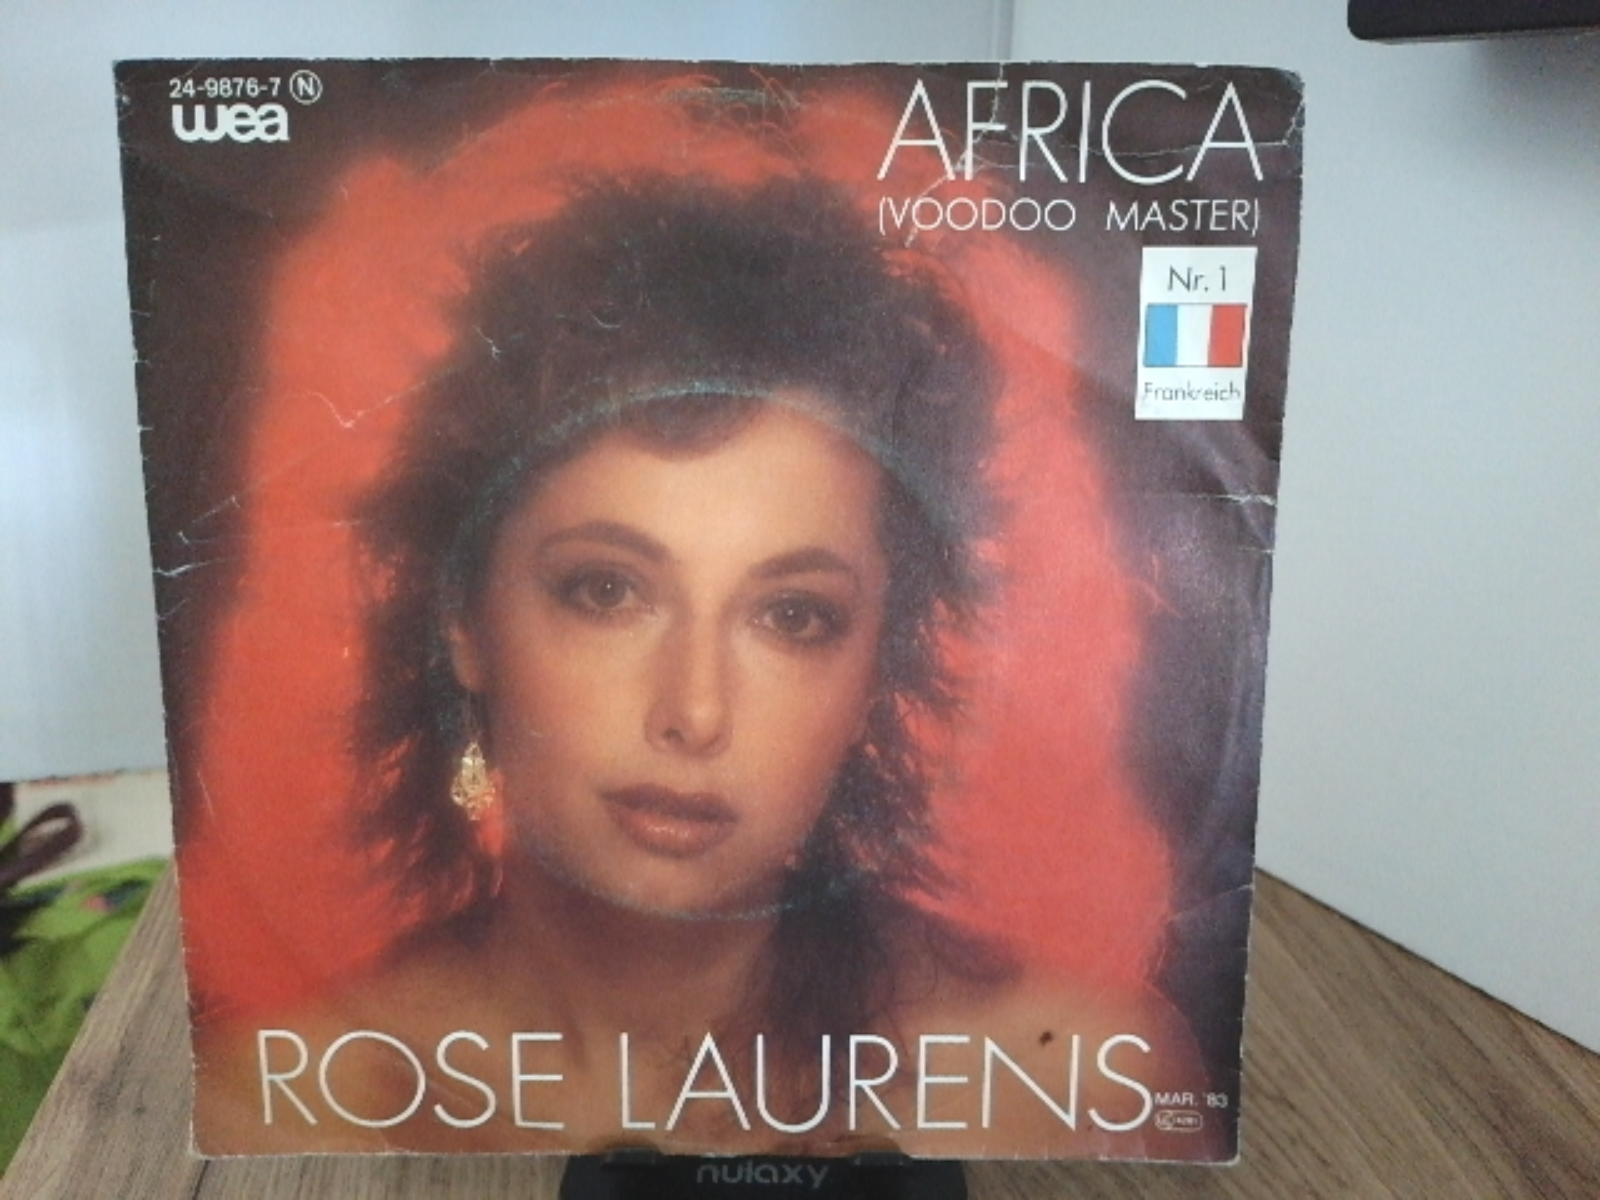 24-9876-7 N
wea
AFRICA
(VOODOO MASTER)
Nr. 1
Frankreich
ROSE LAURENS
MAR. '83
nulaxy